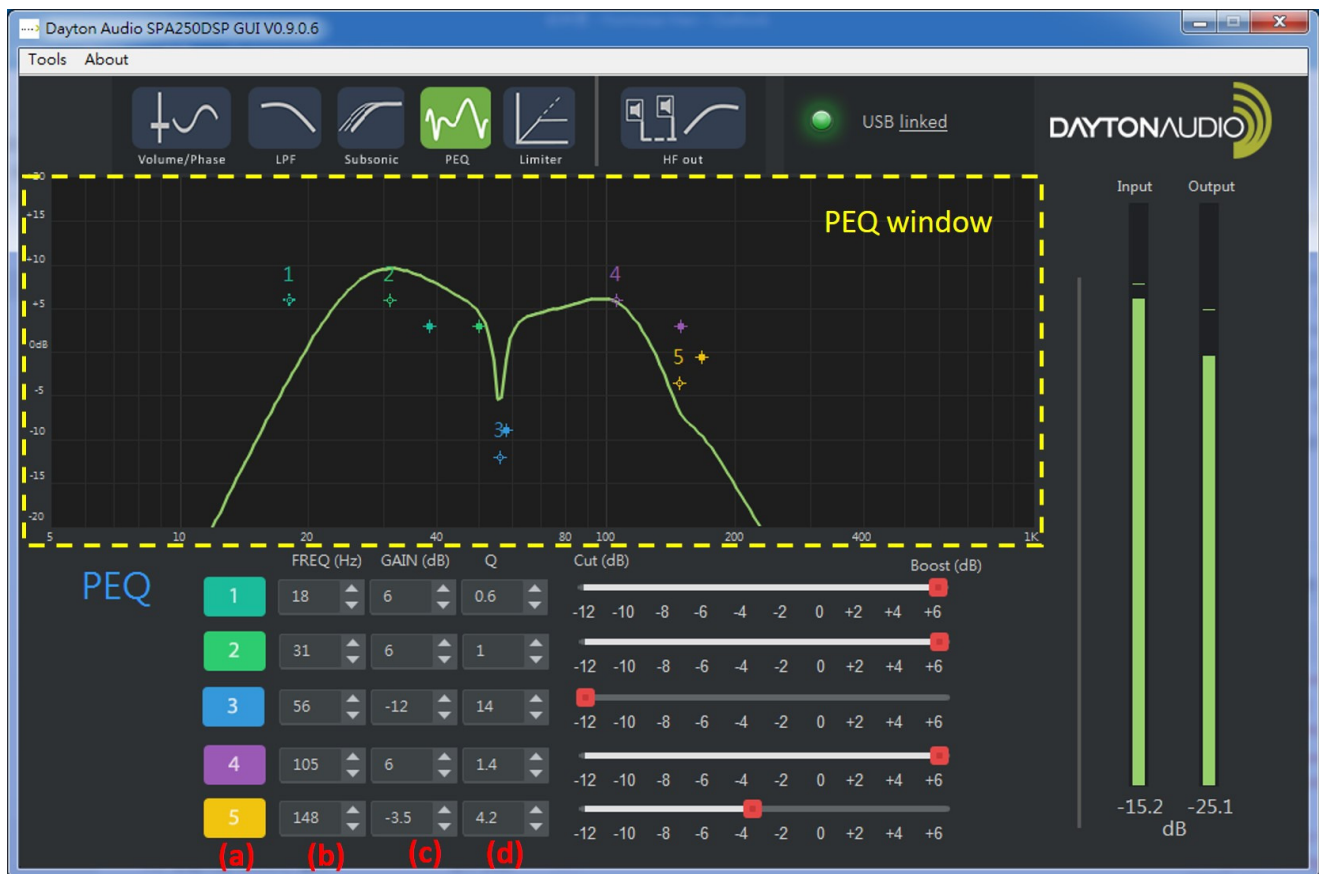 Dayton Audio SPA250DSP GUI V0.9.0.6
Tools About
Volume/Phase LPF Subsonic PEQ Limiter HF out
USB linked
DAYTONAUDIO
Input Output
PEQ window
+15
+10
+5
0dB
-5
-10
-15
-20
1 2 4
5
3
5 10 20 40 80 100 200 400 1K
FREQ (Hz) GAIN (dB) Q Cut (dB) Boost (dB)
PEQ
1 18 6 0.6
-12 -10 -8 -6 -4 -2 0 +2 +4 +6
2 31 6 1
-12 -10 -8 -6 -4 -2 0 +2 +4 +6
3 56 -12 14
-12 -10 -8 -6 -4 -2 0 +2 +4 +6
4 105 6 1.4
-12 -10 -8 -6 -4 -2 0 +2 +4 +6
5 148 -3.5 4.2
-12 -10 -8 -6 -4 -2 0 +2 +4 +6
-15.2 -25.1
dB
(a) (b) (c) (d)